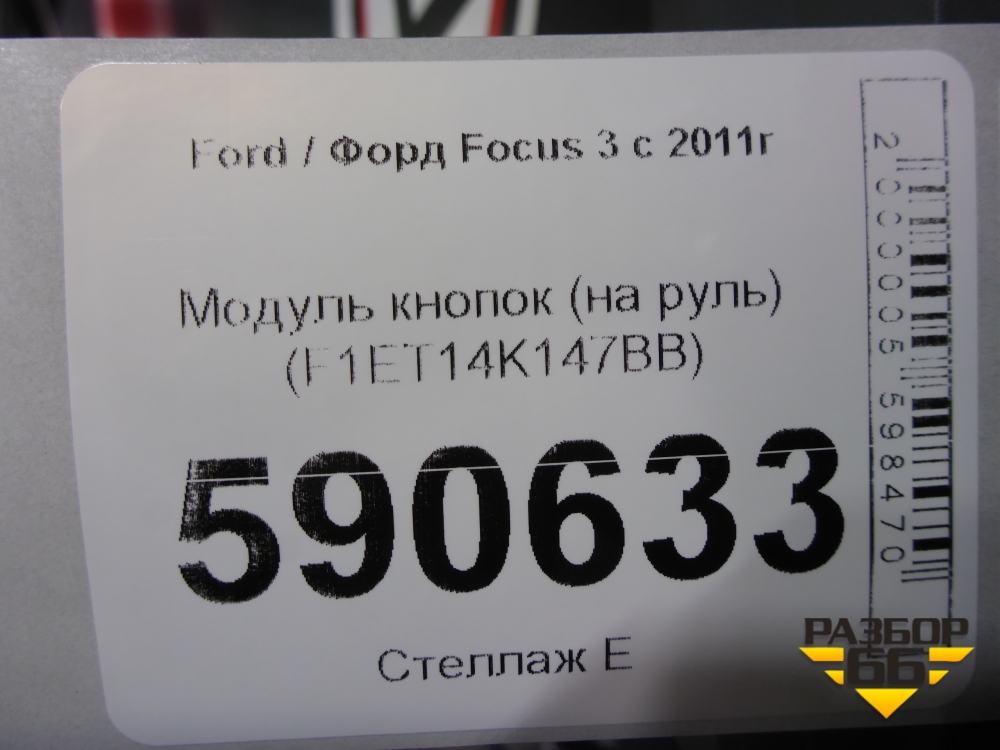 Ford / Форд Focus 3 с 2011г
Модуль кнопок (на руль)
(F1ET14K147BB)
590633
Стеллаж Е
2000005598470
РАЗБОР
66